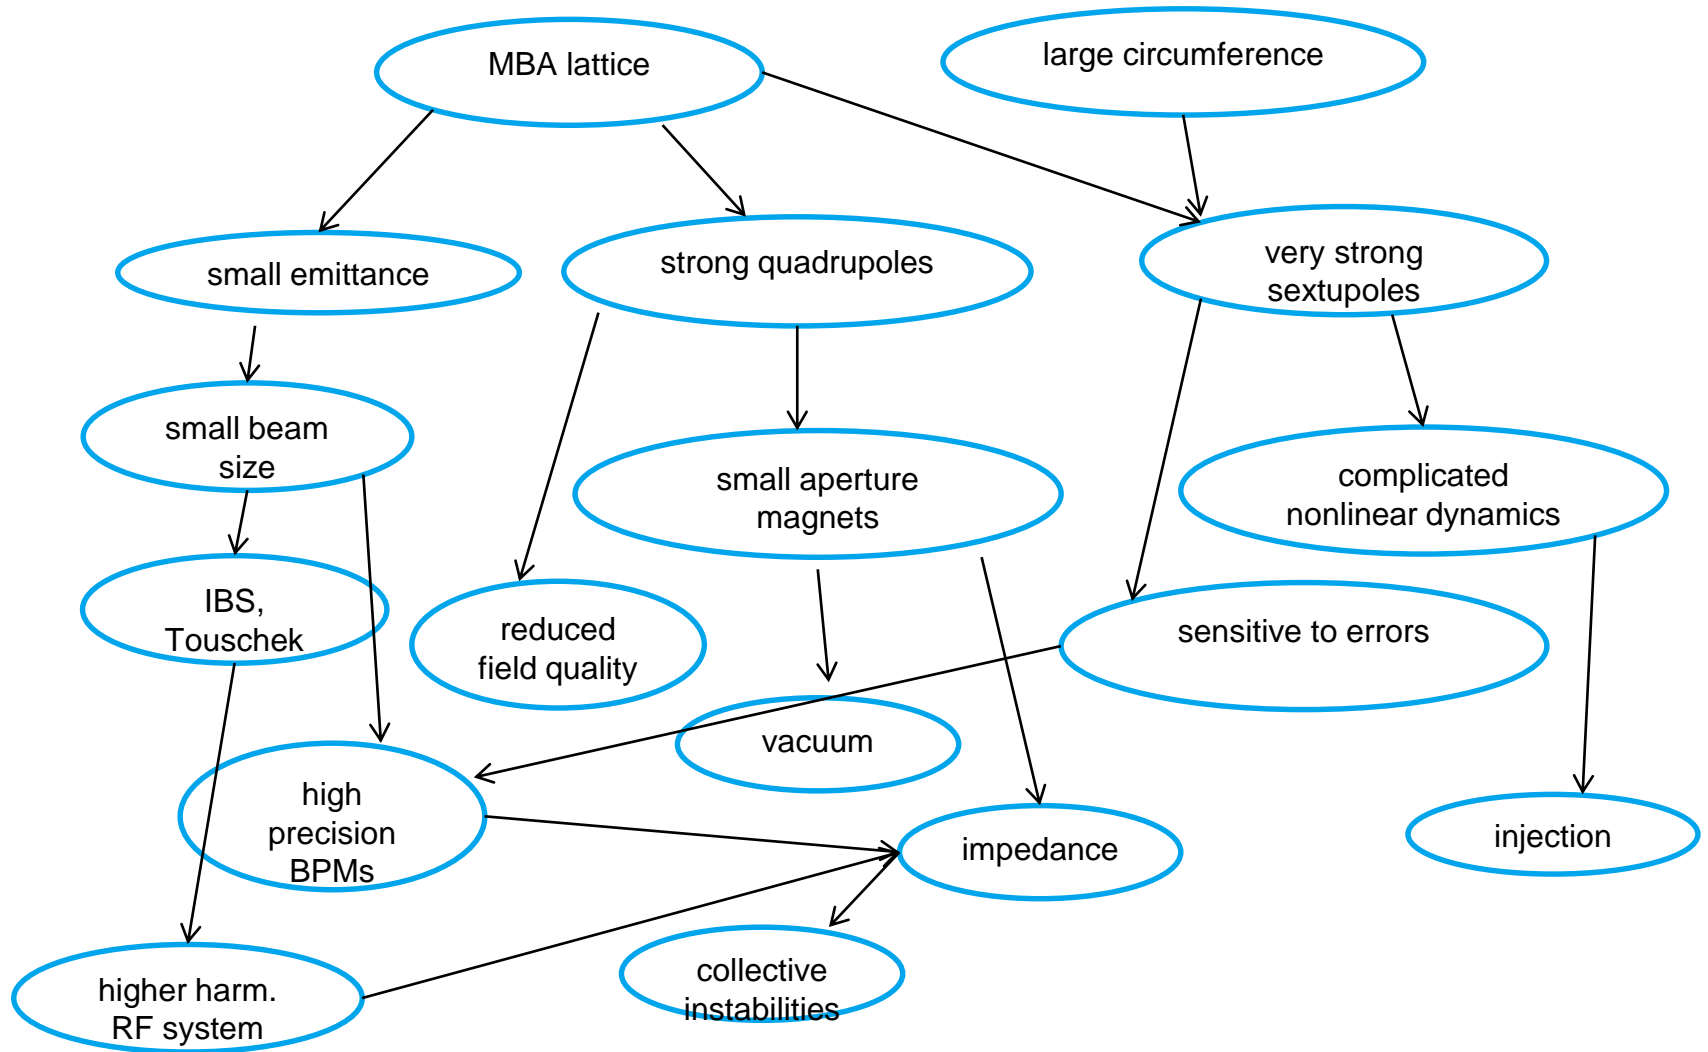 MBA lattice
large circumference
small emittance
strong quadrupoles
very strong
sextupoles
small beam
size
small aperture
magnets
complicated
nonlinear dynamics
IBS,
Touschek
reduced
field quality
sensitive to errors
vacuum
high
precision
BPMs
impedance
injection
higher harm.
RF system
collective
instabilities